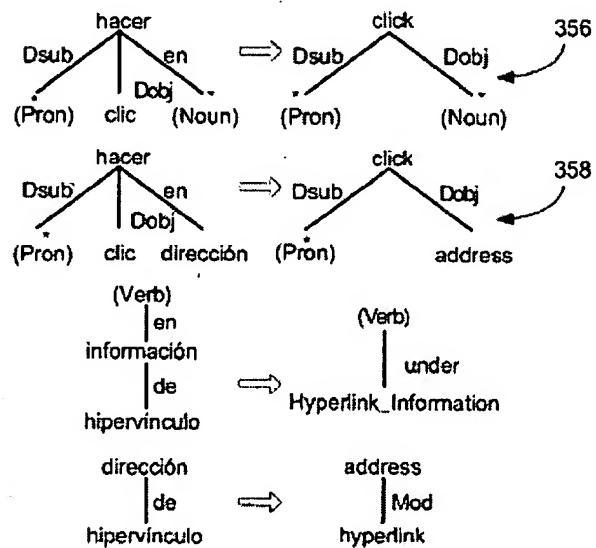 hacer click 356
Dsub en ⇒ Dsub Dobj
Dobj
* * * *
(Pron) clic (Noun) (Pron) (Noun)
hacer click 358
Dsub en ⇒ Dsub Dobj
Dobj
* *
(Pron) clic dirección (Pron) address
(Verb) (Verb)
en
información under
de ⇒
hipervínculo Hyperlink_Information
dirección address
de ⇒ Mod
hipervínculo hyperlink